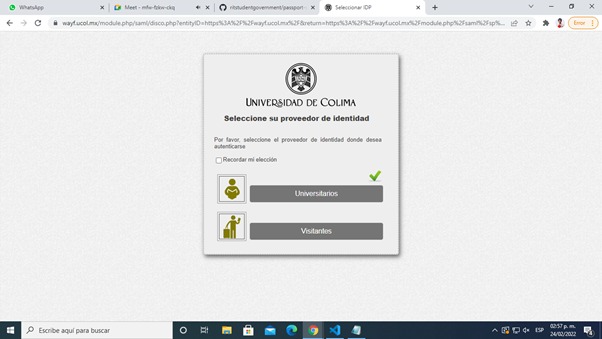 WhatsApp
Meet - mfw-fzkw-ckq
nitstudentgovernment/passport-
Seleccionar IDP
wayf.ucol.mx/module.php/saml/disco.php?entityID=https%3A%2F%2Fwayf.ucol.mx%2F&return=https%3A%2F%2Fwayf.ucol.mx%2Fmodule.php%2Fsaml%2Fsp%...
Error
UNIVERSIDAD DE COLIMA
Seleccione su proveedor de identidad
Por favor, seleccione el proveedor de identidad donde desea
autenticarse
Recordar mi elección
Universitarios
Visitantes
Escribe aquí para buscar
ESP
02:57 p. m.
24/02/2022